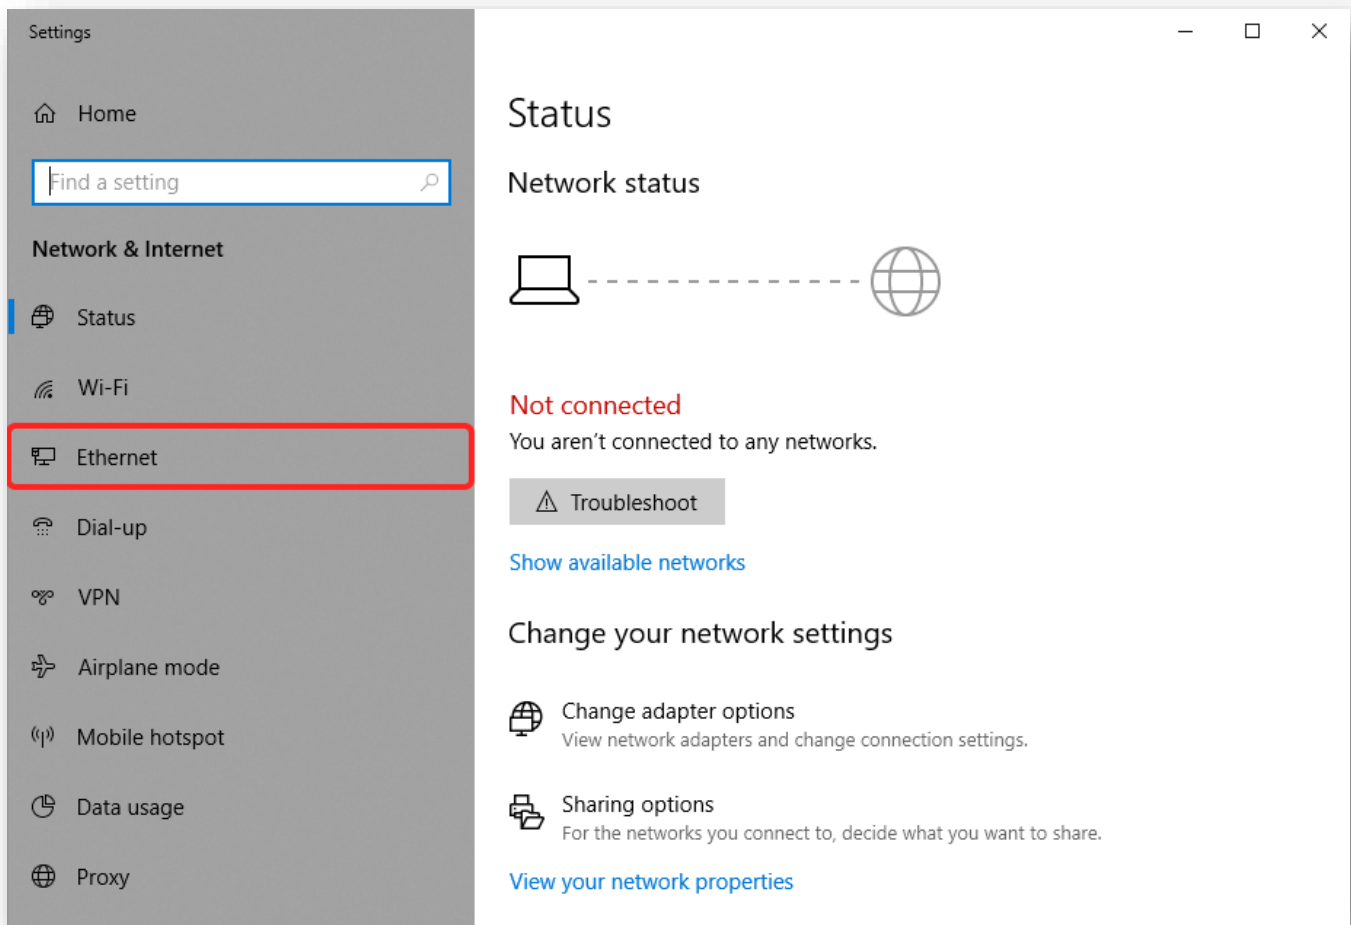 Settings
Home
Find a setting
Network & Internet
Status
Wi-Fi
Ethernet
Dial-up
VPN
Airplane mode
Mobile hotspot
Data usage
Proxy
Status
Network status
Not connected
You aren't connected to any networks.
Troubleshoot
Show available networks
Change your network settings
Change adapter options
View network adapters and change connection settings.
Sharing options
For the networks you connect to, decide what you want to share.
View your network properties